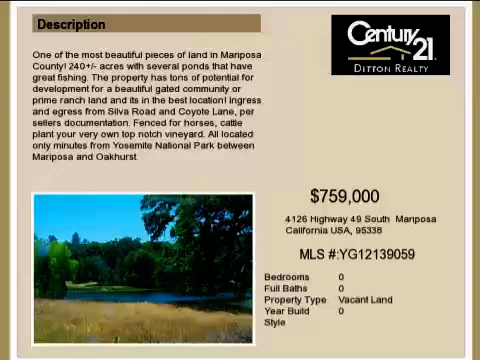 Description
One of the most beautiful pieces of land in Mariposa
County! 240+/- acres with several ponds that have
great fishing. The property has tons of potential for
development for a beautiful gated community or
prime ranch land and its in the best location! Ingress
and egress from Silva Road and Coyote Lane, per
sellers documentation. Fenced for horses, cattle
plant your very own top notch vineyard. All located
only minutes from Yosemite National Park between
Mariposa and Oakhurst
Century 21.
DITTON REALTY
$759,000
4126 Highway 49 South Mariposa
California USA, 95338
MLS #:YG12139059
Bedrooms 0
Full Baths 0
Property Type Vacant Land
Year Build 0
Style